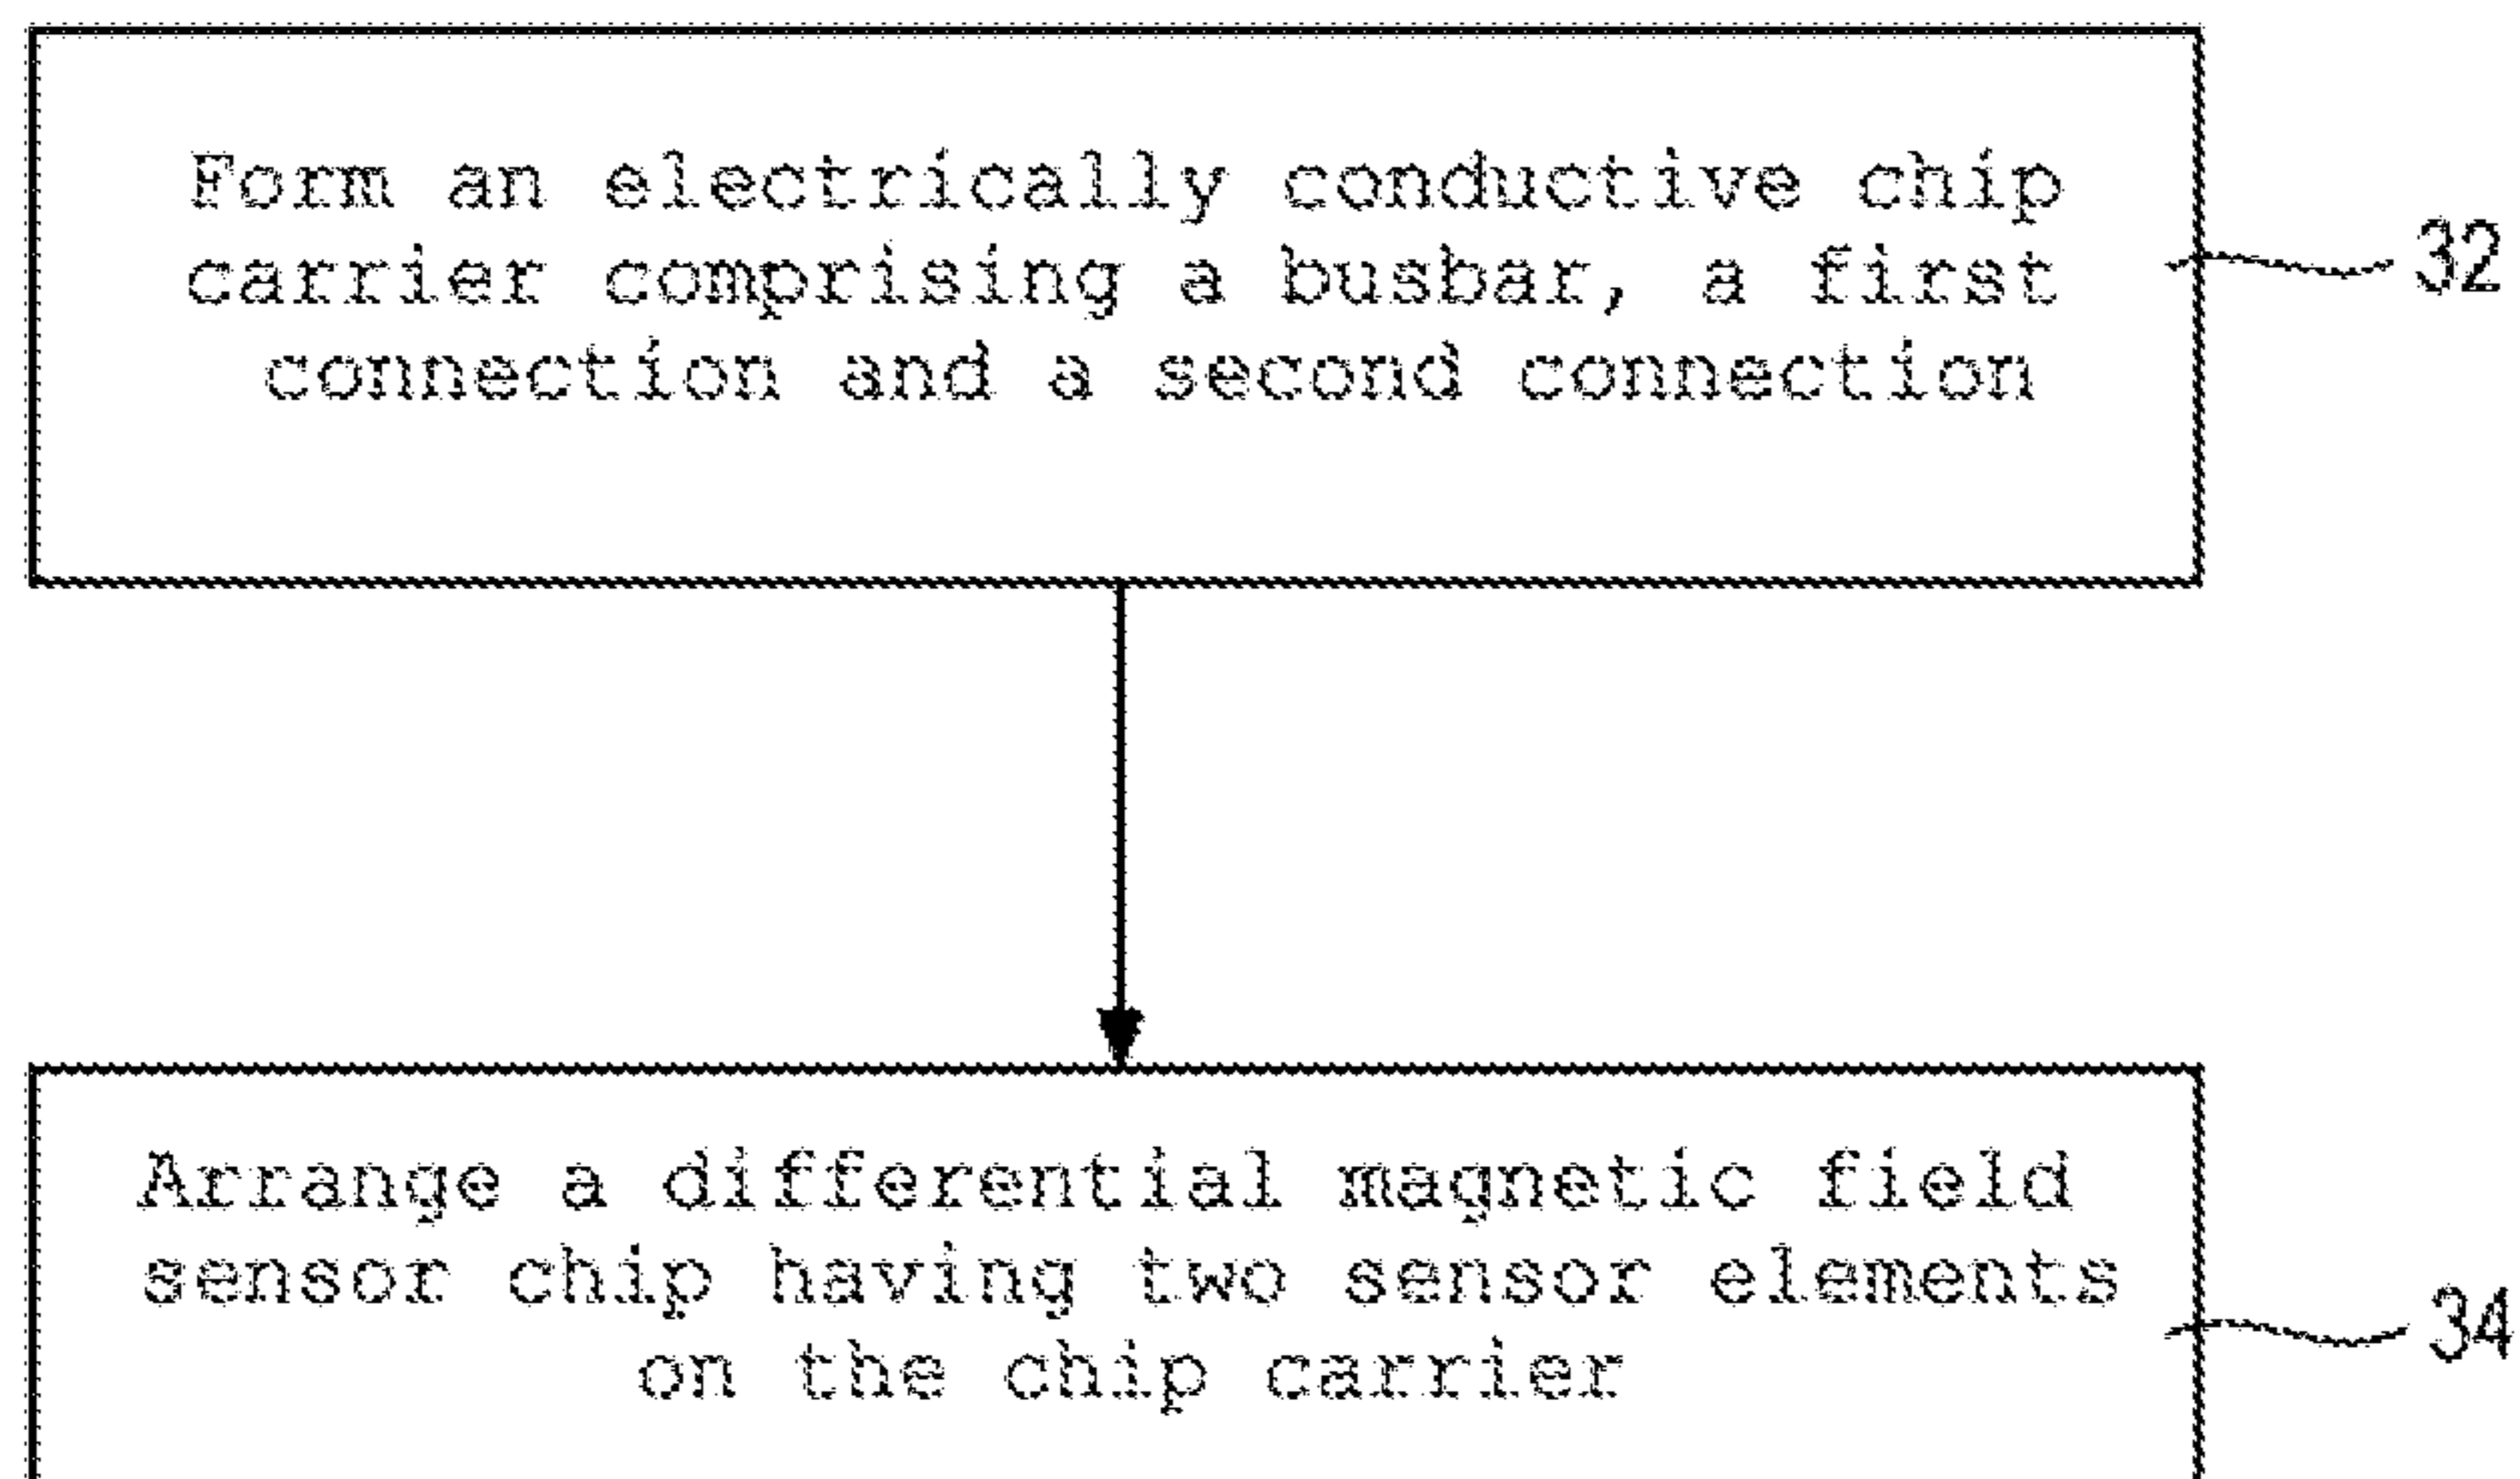 Form an electrically conductive chip
carrier comprising a busbar, a first
connection and a second connection
32
Arrange a differential magnetic field
sensor chip having two sensor elements
on the chip carrier
34